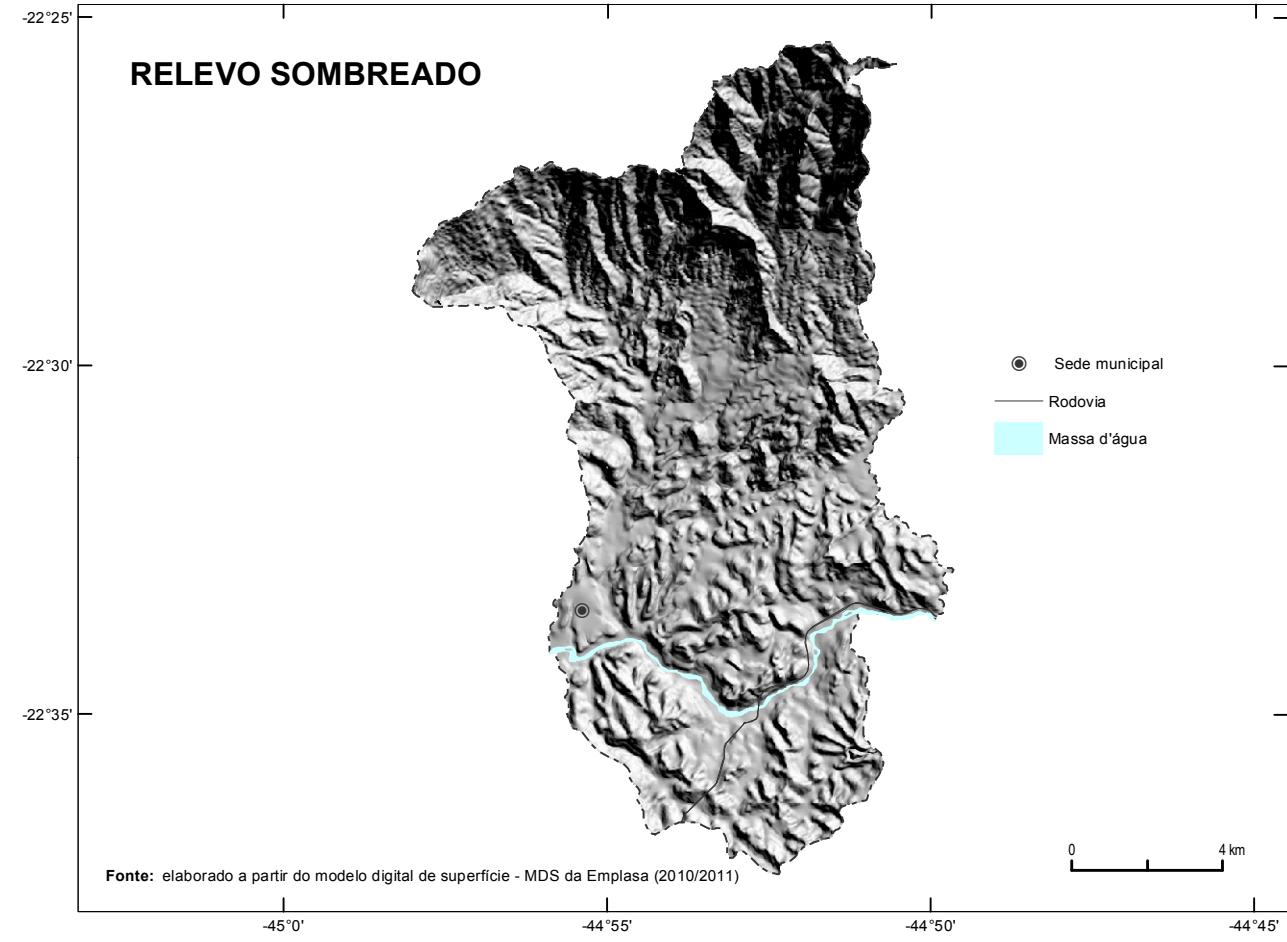 -22°25'
RELEVO SOMBREADO
-22°30'
Sede municipal
Rodovia
Massa d'água
-22°35'
0 4 km
Fonte: elaborado a partir do modelo digital de superfície - MDS da Emplasa (2010/2011)
-45°0' -44°55' -44°50' -44°45'